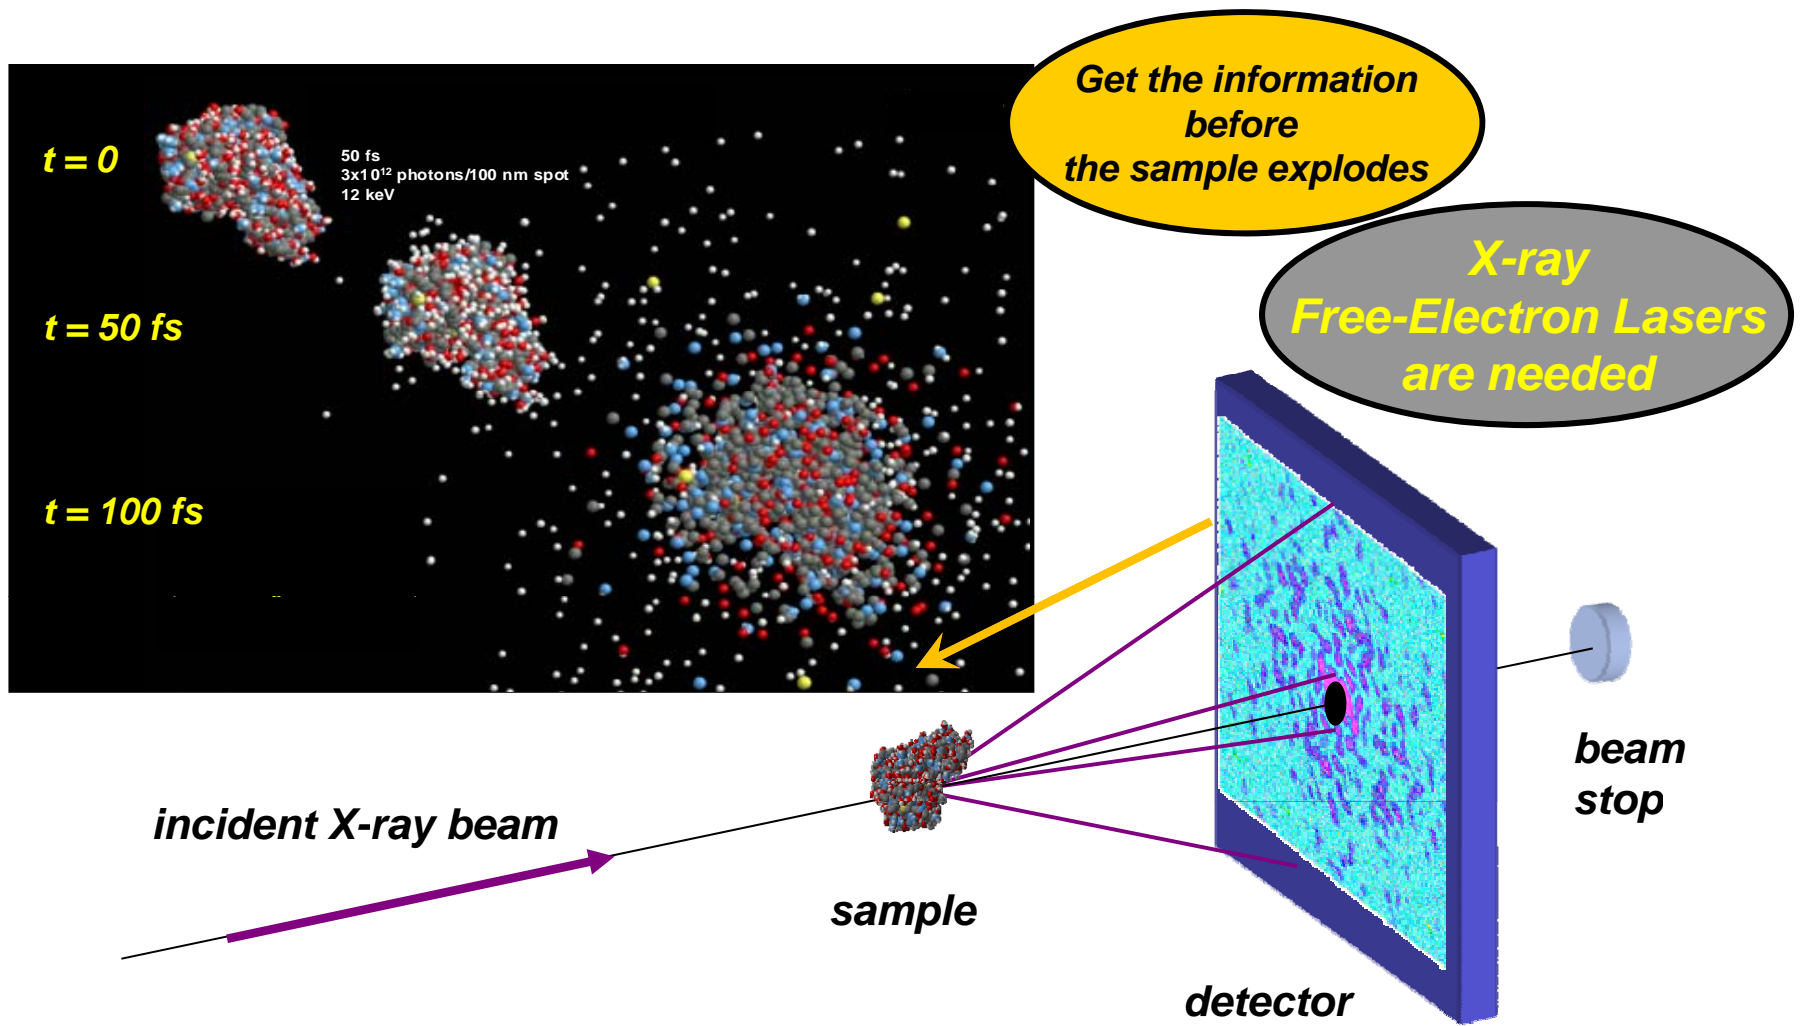 Get the information
before
the sample explodes
t = 0
50 fs
3x10¹² photons/100 nm spot
12 keV
X-ray
Free-Electron Lasers
are needed
t = 50 fs
t = 100 fs
beam
stop
incident X-ray beam
sample
detector